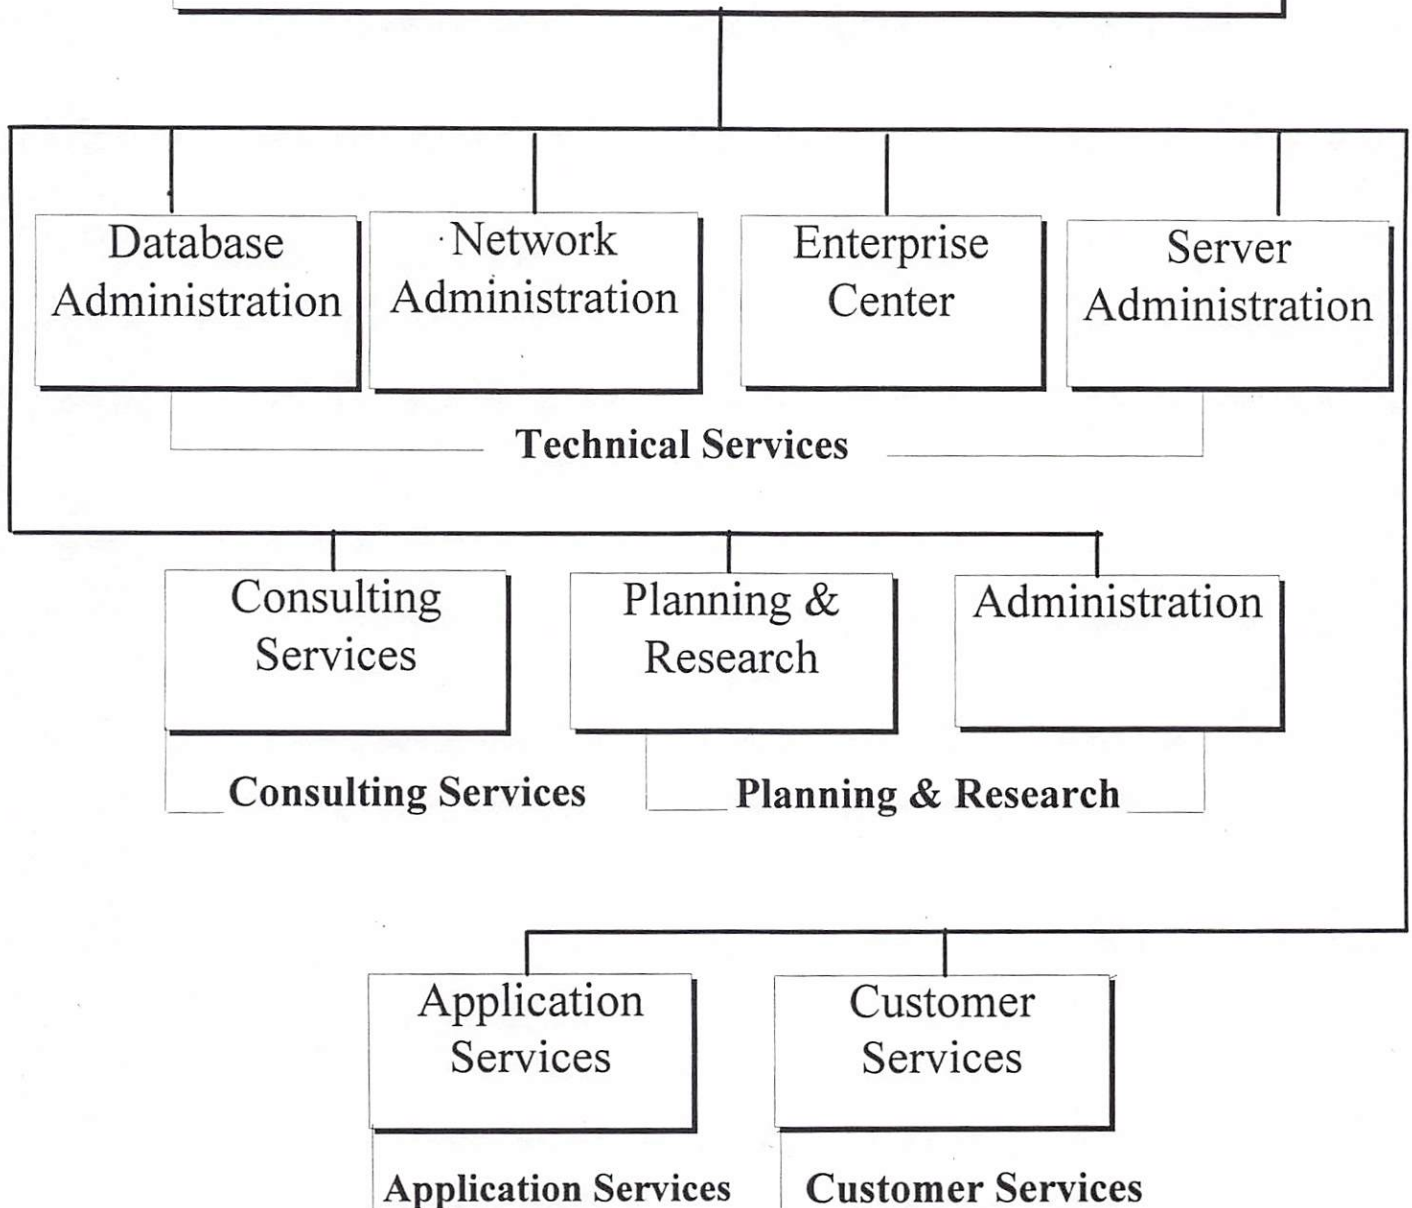 Database
Administration
Network
Administration
Enterprise
Center
Server
Administration
Technical Services
Consulting
Services
Planning &
Research
Administration
Consulting Services
Planning & Research
Application
Services
Customer
Services
Application Services
Customer Services